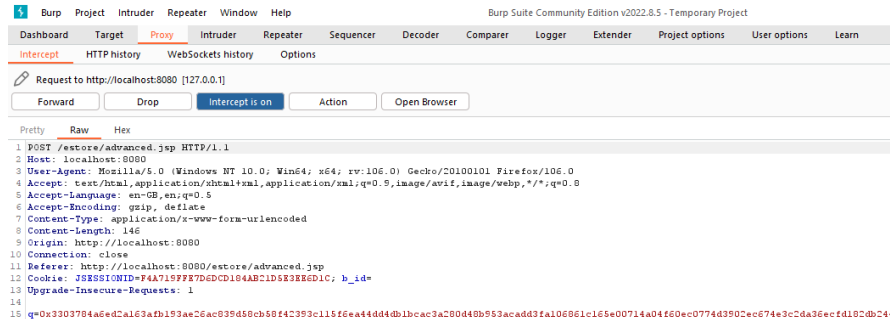 Burp Project Intruder Repeater Window Help Burp Suite Community Edition v2022.8.5 - Temporary Project
Dashboard Target Proxy Intruder Repeater Sequencer Decoder Comparer Logger Extender Project options User options Learn
Intercept HTTP history WebSockets history Options
Request to http://localhost:8080 [127.0.0.1]
Forward Drop Intercept is on Action Open Browser
Pretty Raw Hex
1 POST /estore/advanced.jsp HTTP/1.1
2 Host: localhost:8080
3 User-Agent: Mozilla/5.0 (Windows NT 10.0; Win64; x64; rv:106.0) Gecko/20100101 Firefox/106.0
4 Accept: text/html,application/xhtml+xml,application/xml;q=0.9,image/avif,image/webp,*/*;q=0.8
5 Accept-Language: en-GB,en;q=0.5
6 Accept-Encoding: gzip, deflate
7 Content-Type: application/x-www-form-urlencoded
8 Content-Length: 146
9 Origin: http://localhost:8080
10 Connection: close
11 Referer: http://localhost:8080/estore/advanced.jsp
12 Cookie: JSESSIONID=F4A719FFE7D6DCD184AB21D5E3EE6D1C; b_id=
13 Upgrade-Insecure-Requests: 1
14
15 q=0x3303784a6ed2a163afb193ae26ac839d58cb58f42393c115f6ea44dd4db1bcac3a280d48b953acadd3fa106861c165e00714a04f60ec0774d3902ec674e3c2da36ecfd182db24